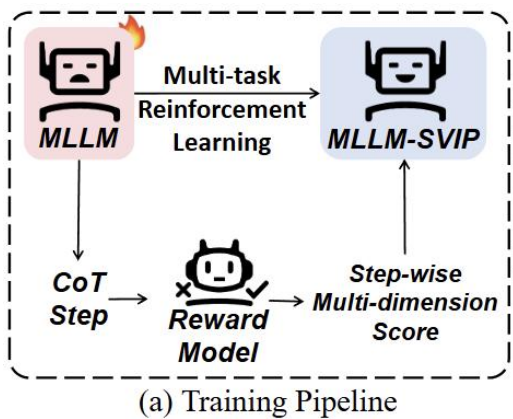 Multi-task
Reinforcement
Learning
MLLM
MLLM-SVIP
CoT
Step
Reward
Model
Step-wise
Multi-dimension
Score
(a) Training Pipeline